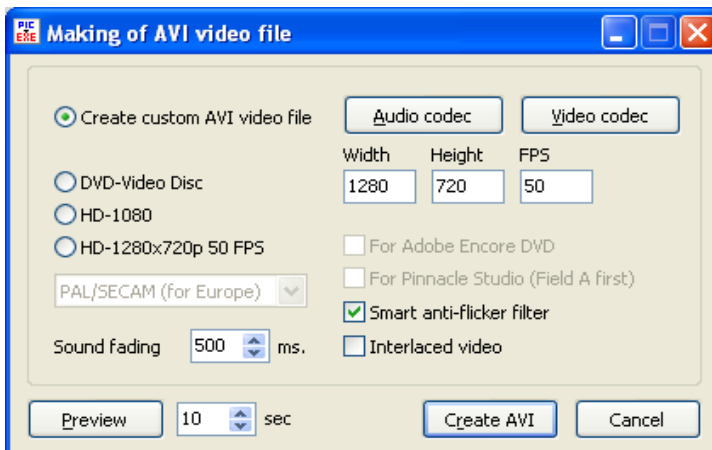 PIC
EXE
Making of AVI video file
Create custom AVI video file
Audio codec
Video codec
Width
Height
FPS
1280
720
50
DVD-Video Disc
HD-1080
HD-1280x720p 50 FPS
For Adobe Encore DVD
PAL/SECAM (for Europe)
For Pinnacle Studio (Field A first)
Smart anti-flicker filter
Sound fading
500
ms.
Interlaced video
Preview
10
sec
Create AVI
Cancel